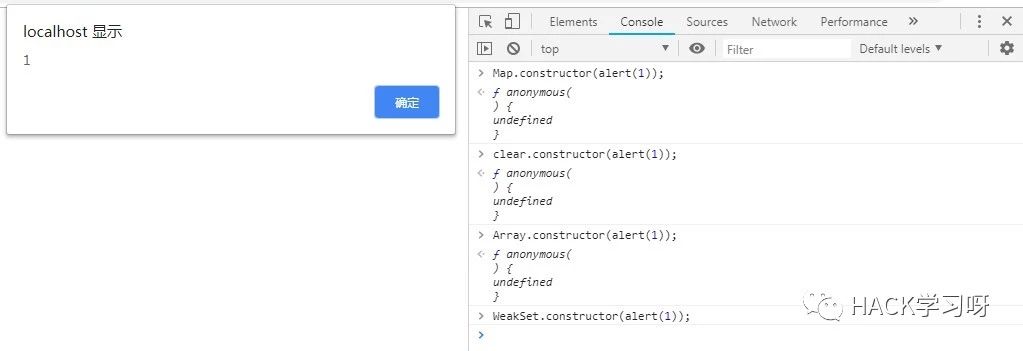 localhost 显示
1
确定
Elements Console Sources Network Performance »
top ▼ Filter Default levels ▼
> Map.constructor(alert(1));
< ƒ anonymous(
) {
undefined
}
> clear.constructor(alert(1));
< ƒ anonymous(
) {
undefined
}
> Array.constructor(alert(1));
< ƒ anonymous(
) {
undefined
}
> WeakSet.constructor(alert(1));
>
HACK学习呀